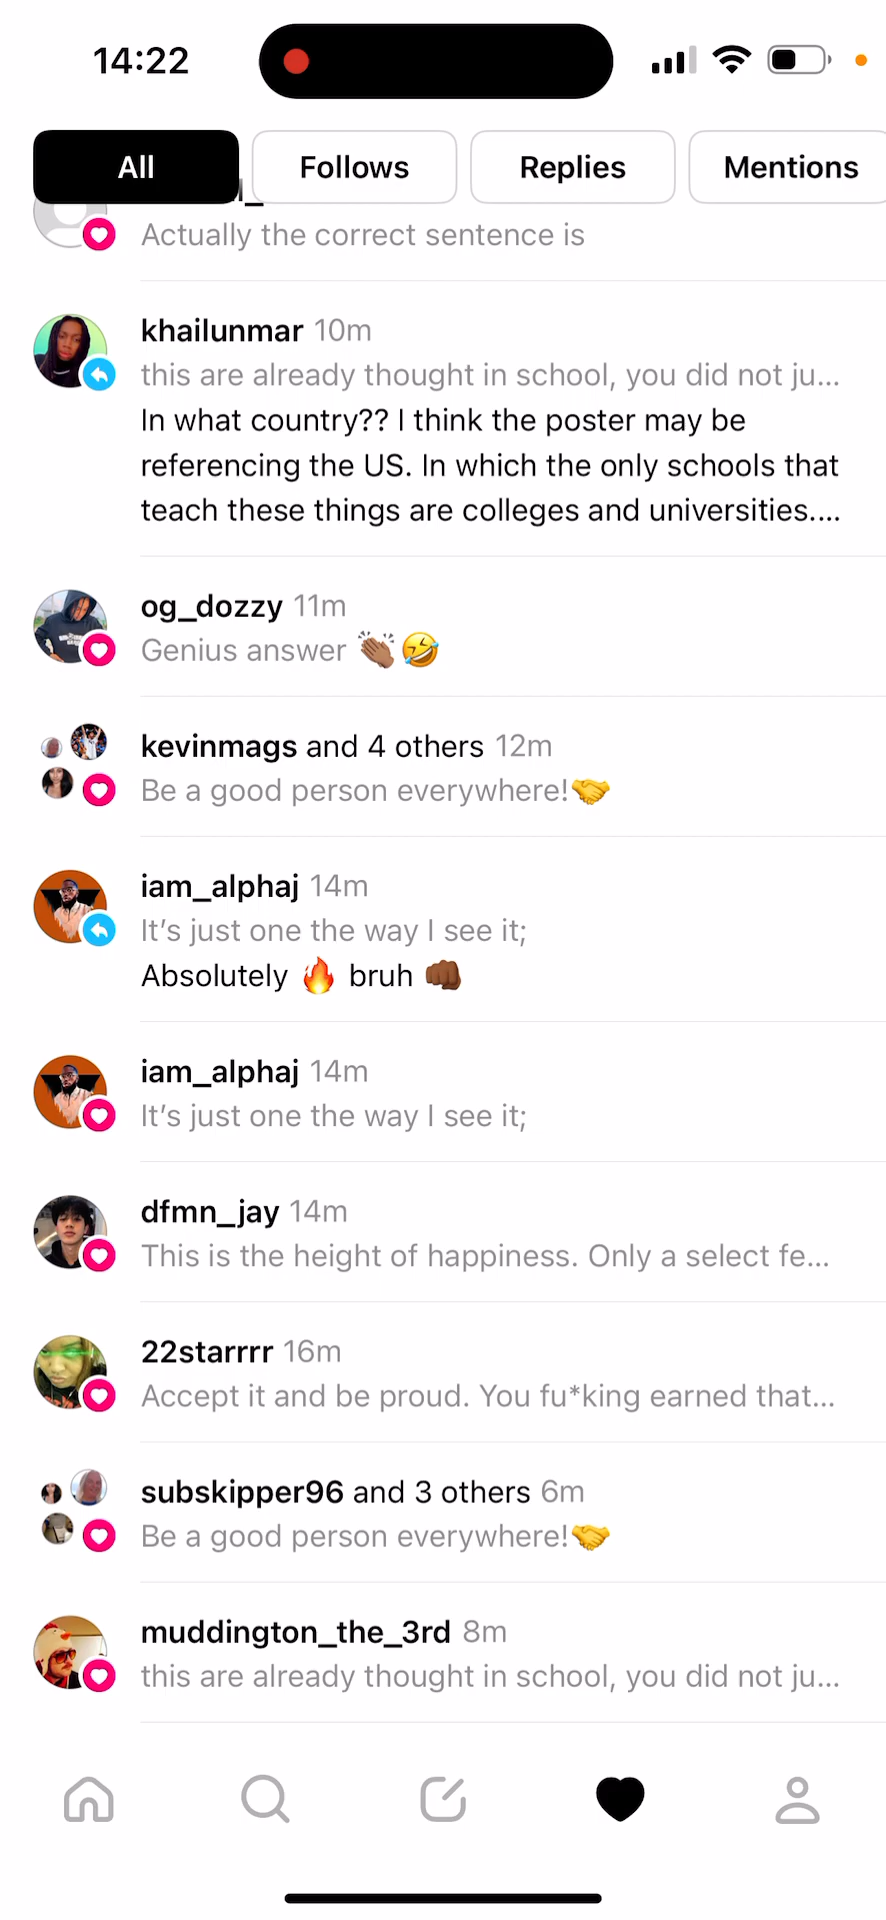 14:22
All
Follows
Replies
Mentions
Actually the correct sentence is
khailunmar 10m
this are already thought in school, you did not ju...
In what country?? I think the poster may be
referencing the US. In which the only schools that
teach these things are colleges and universities....
og_dozzy 11m
Genius answer 👏🏾🤣
kevinmags and 4 others 12m
Be a good person everywhere!🤝
iam_alphaj 14m
It’s just one the way I see it;
Absolutely 🔥 bruh 👊🏾
iam_alphaj 14m
It’s just one the way I see it;
dfmn_jay 14m
This is the height of happiness. Only a select fe...
22starrrr 16m
Accept it and be proud. You fu*king earned that...
subskipper96 and 3 others 6m
Be a good person everywhere!🤝
muddington_the_3rd 8m
this are already thought in school, you did not ju...